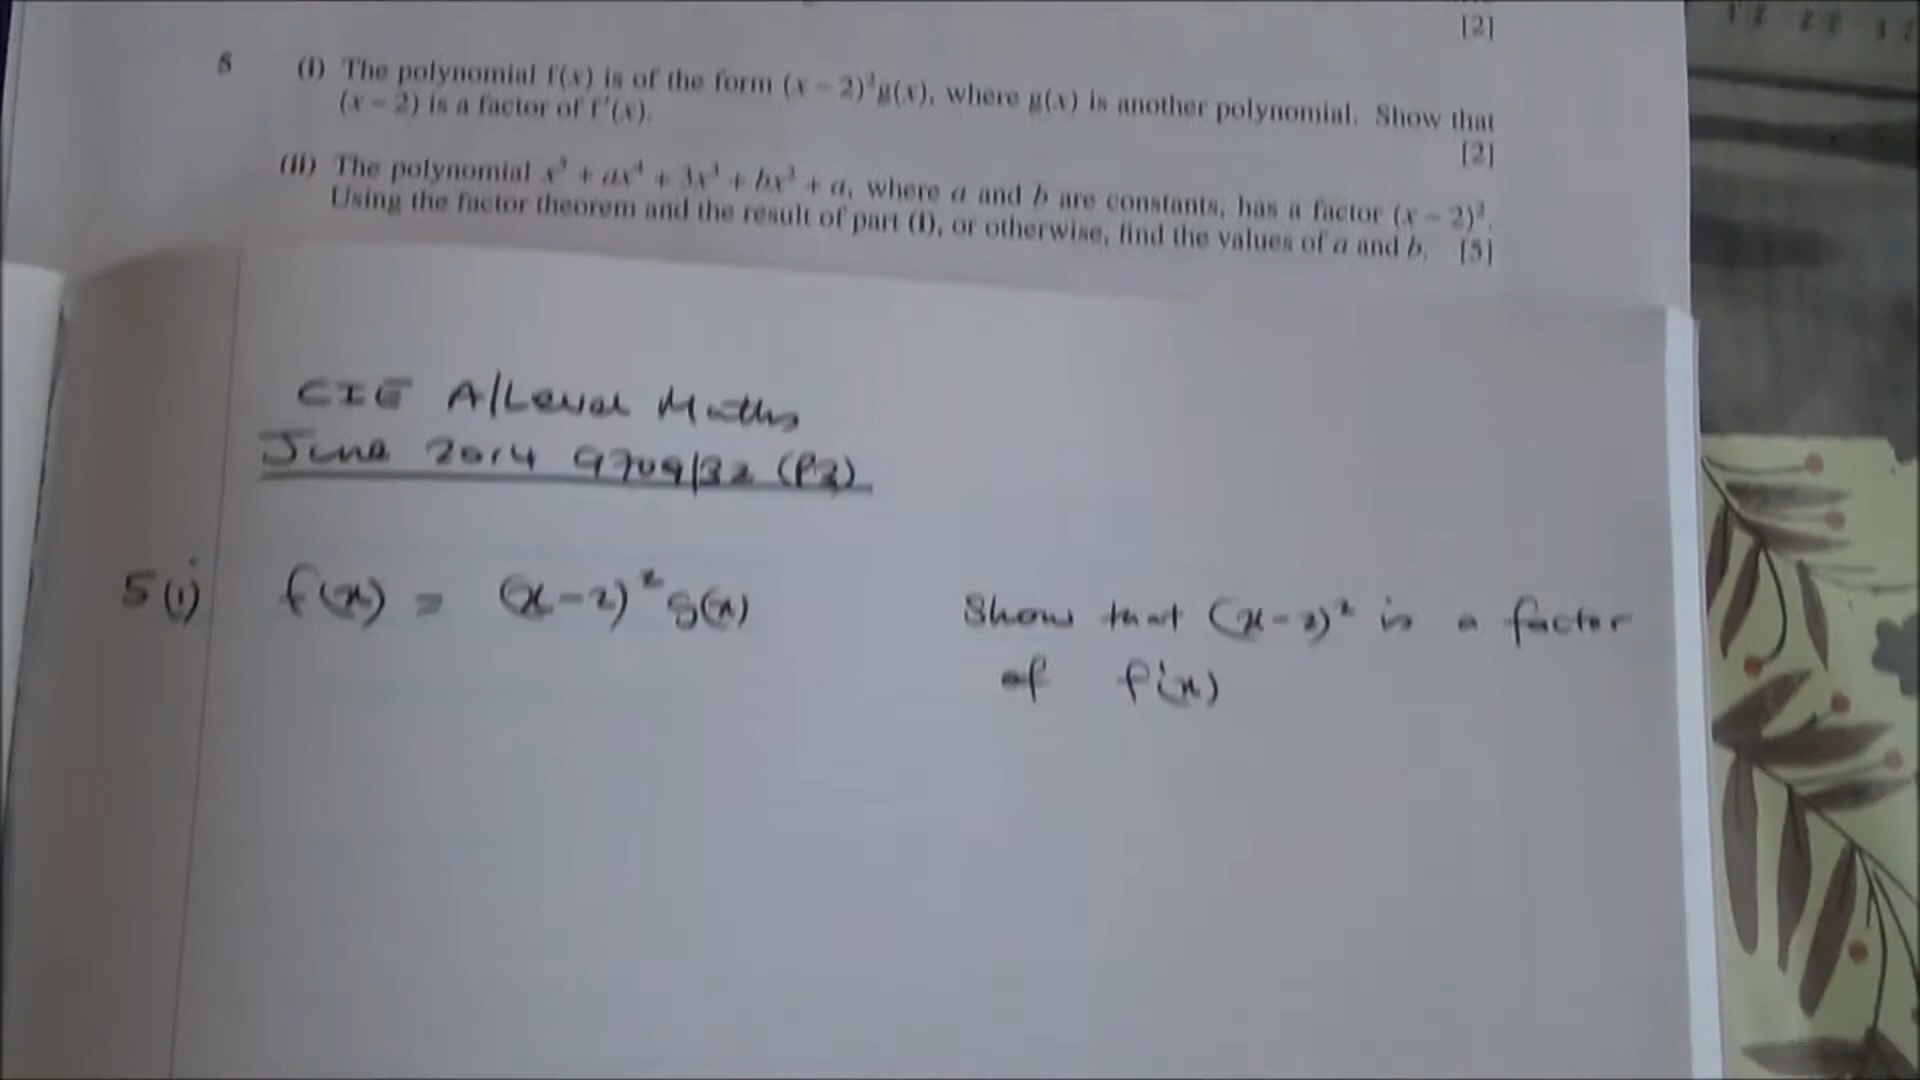 [2]
5 (i) The polynomial f(x) is of the form (x − 2)²g(x), where g(x) is another polynomial. Show that
(x − 2) is a factor of f′(x).
[2]
(ii) The polynomial x⁵ + ax⁴ + 3x³ + bx² + a, where a and b are constants, has a factor (x − 2)².
Using the factor theorem and the result of part (i), or otherwise, find the values of a and b. [5]
CIE A/Level Maths
June 2014 9709/32 (P3)
5(i) f(x) = (x-2)² g(x)
Show that (x-2)² is a factor
of f'(x)